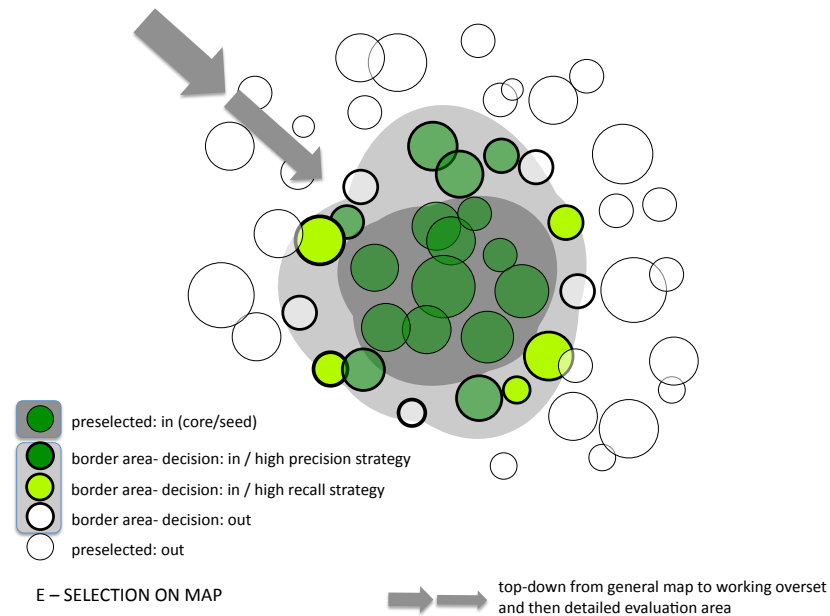 preselected: in (core/seed)
border area- decision: in / high precision strategy
border area- decision: in / high recall strategy
border area- decision: out
preselected: out
E – SELECTION ON MAP
top-down from general map to working overset
and then detailed evaluation area